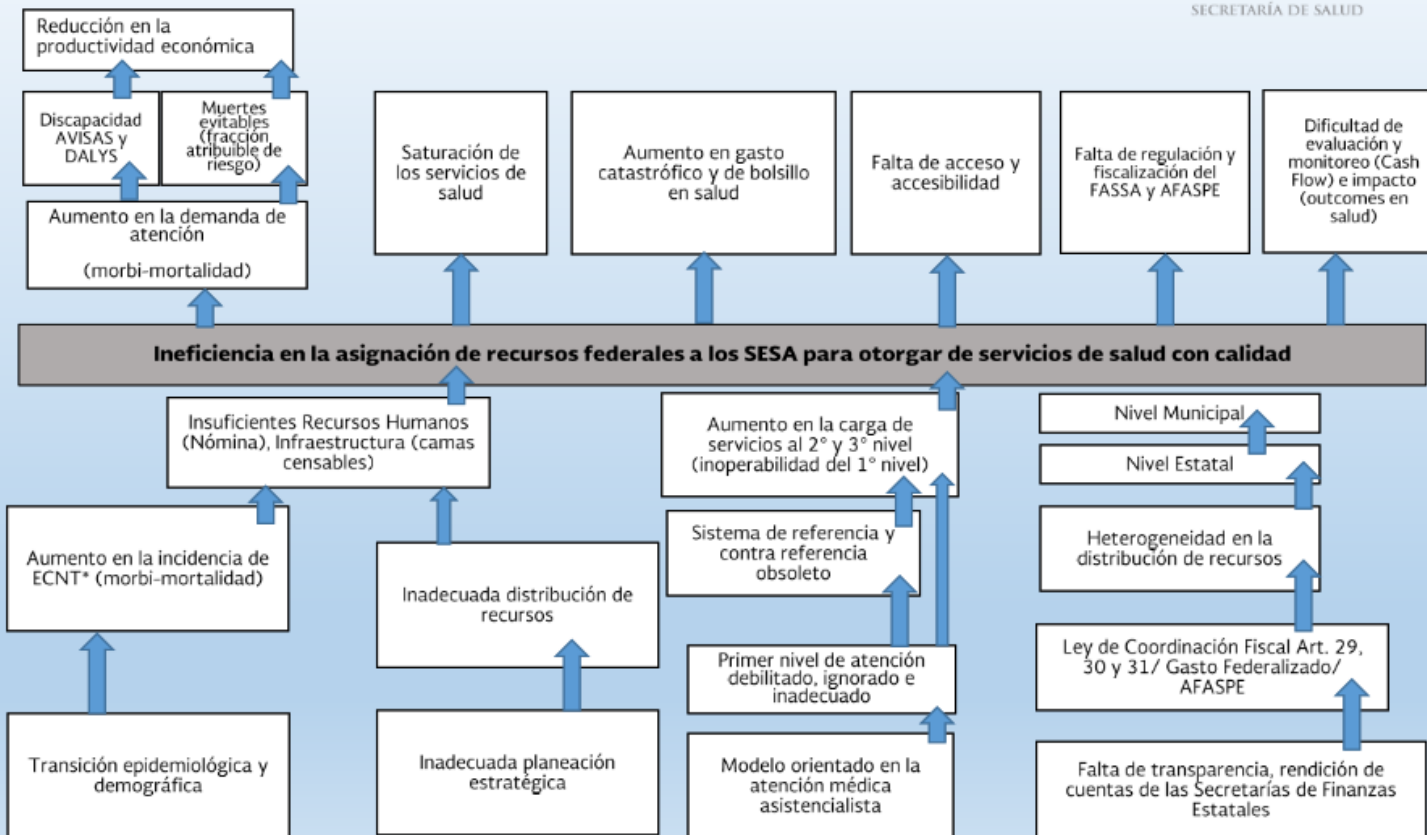 SECRETARÍA DE SALUD
Reducción en la
productividad económica
Discapacidad
AVISAS y
DALYS
Muertes
evitables
(fracción
atribuible de
riesgo)
Saturación de
los servicios de
salud
Aumento en gasto
catastrófico y de bolsillo
en salud
Falta de acceso y
accesibilidad
Falta de regulación y
fiscalización del
FASSA y AFASPE
Dificultad de
evaluación y
monitoreo (Cash
Flow) e impacto
(outcomes en
salud)
Aumento en la demanda de
atención
(morbi-mortalidad)
Ineficiencia en la asignación de recursos federales a los SESA para otorgar de servicios de salud con calidad
Insuficientes Recursos Humanos
(Nómina), Infraestructura (camas
censables)
Aumento en la carga de
servicios al 2° y 3° nivel
(inoperabilidad del 1° nivel)
Nivel Municipal
Nivel Estatal
Aumento en la incidencia de
ECNT* (morbi-mortalidad)
Inadecuada distribución de
recursos
Sistema de referencia y
contra referencia
obsoleto
Heterogeneidad en la
distribución de recursos
Primer nivel de atención
debilitado, ignorado e
inadecuado
Ley de Coordinación Fiscal Art. 29,
30 y 31/ Gasto Federalizado/
AFASPE
Transición epidemiológica y
demográfica
Inadecuada planeación
estratégica
Modelo orientado en la
atención médica
asistencialista
Falta de transparencia, rendición de
cuentas de las Secretarías de Finanzas
Estatales